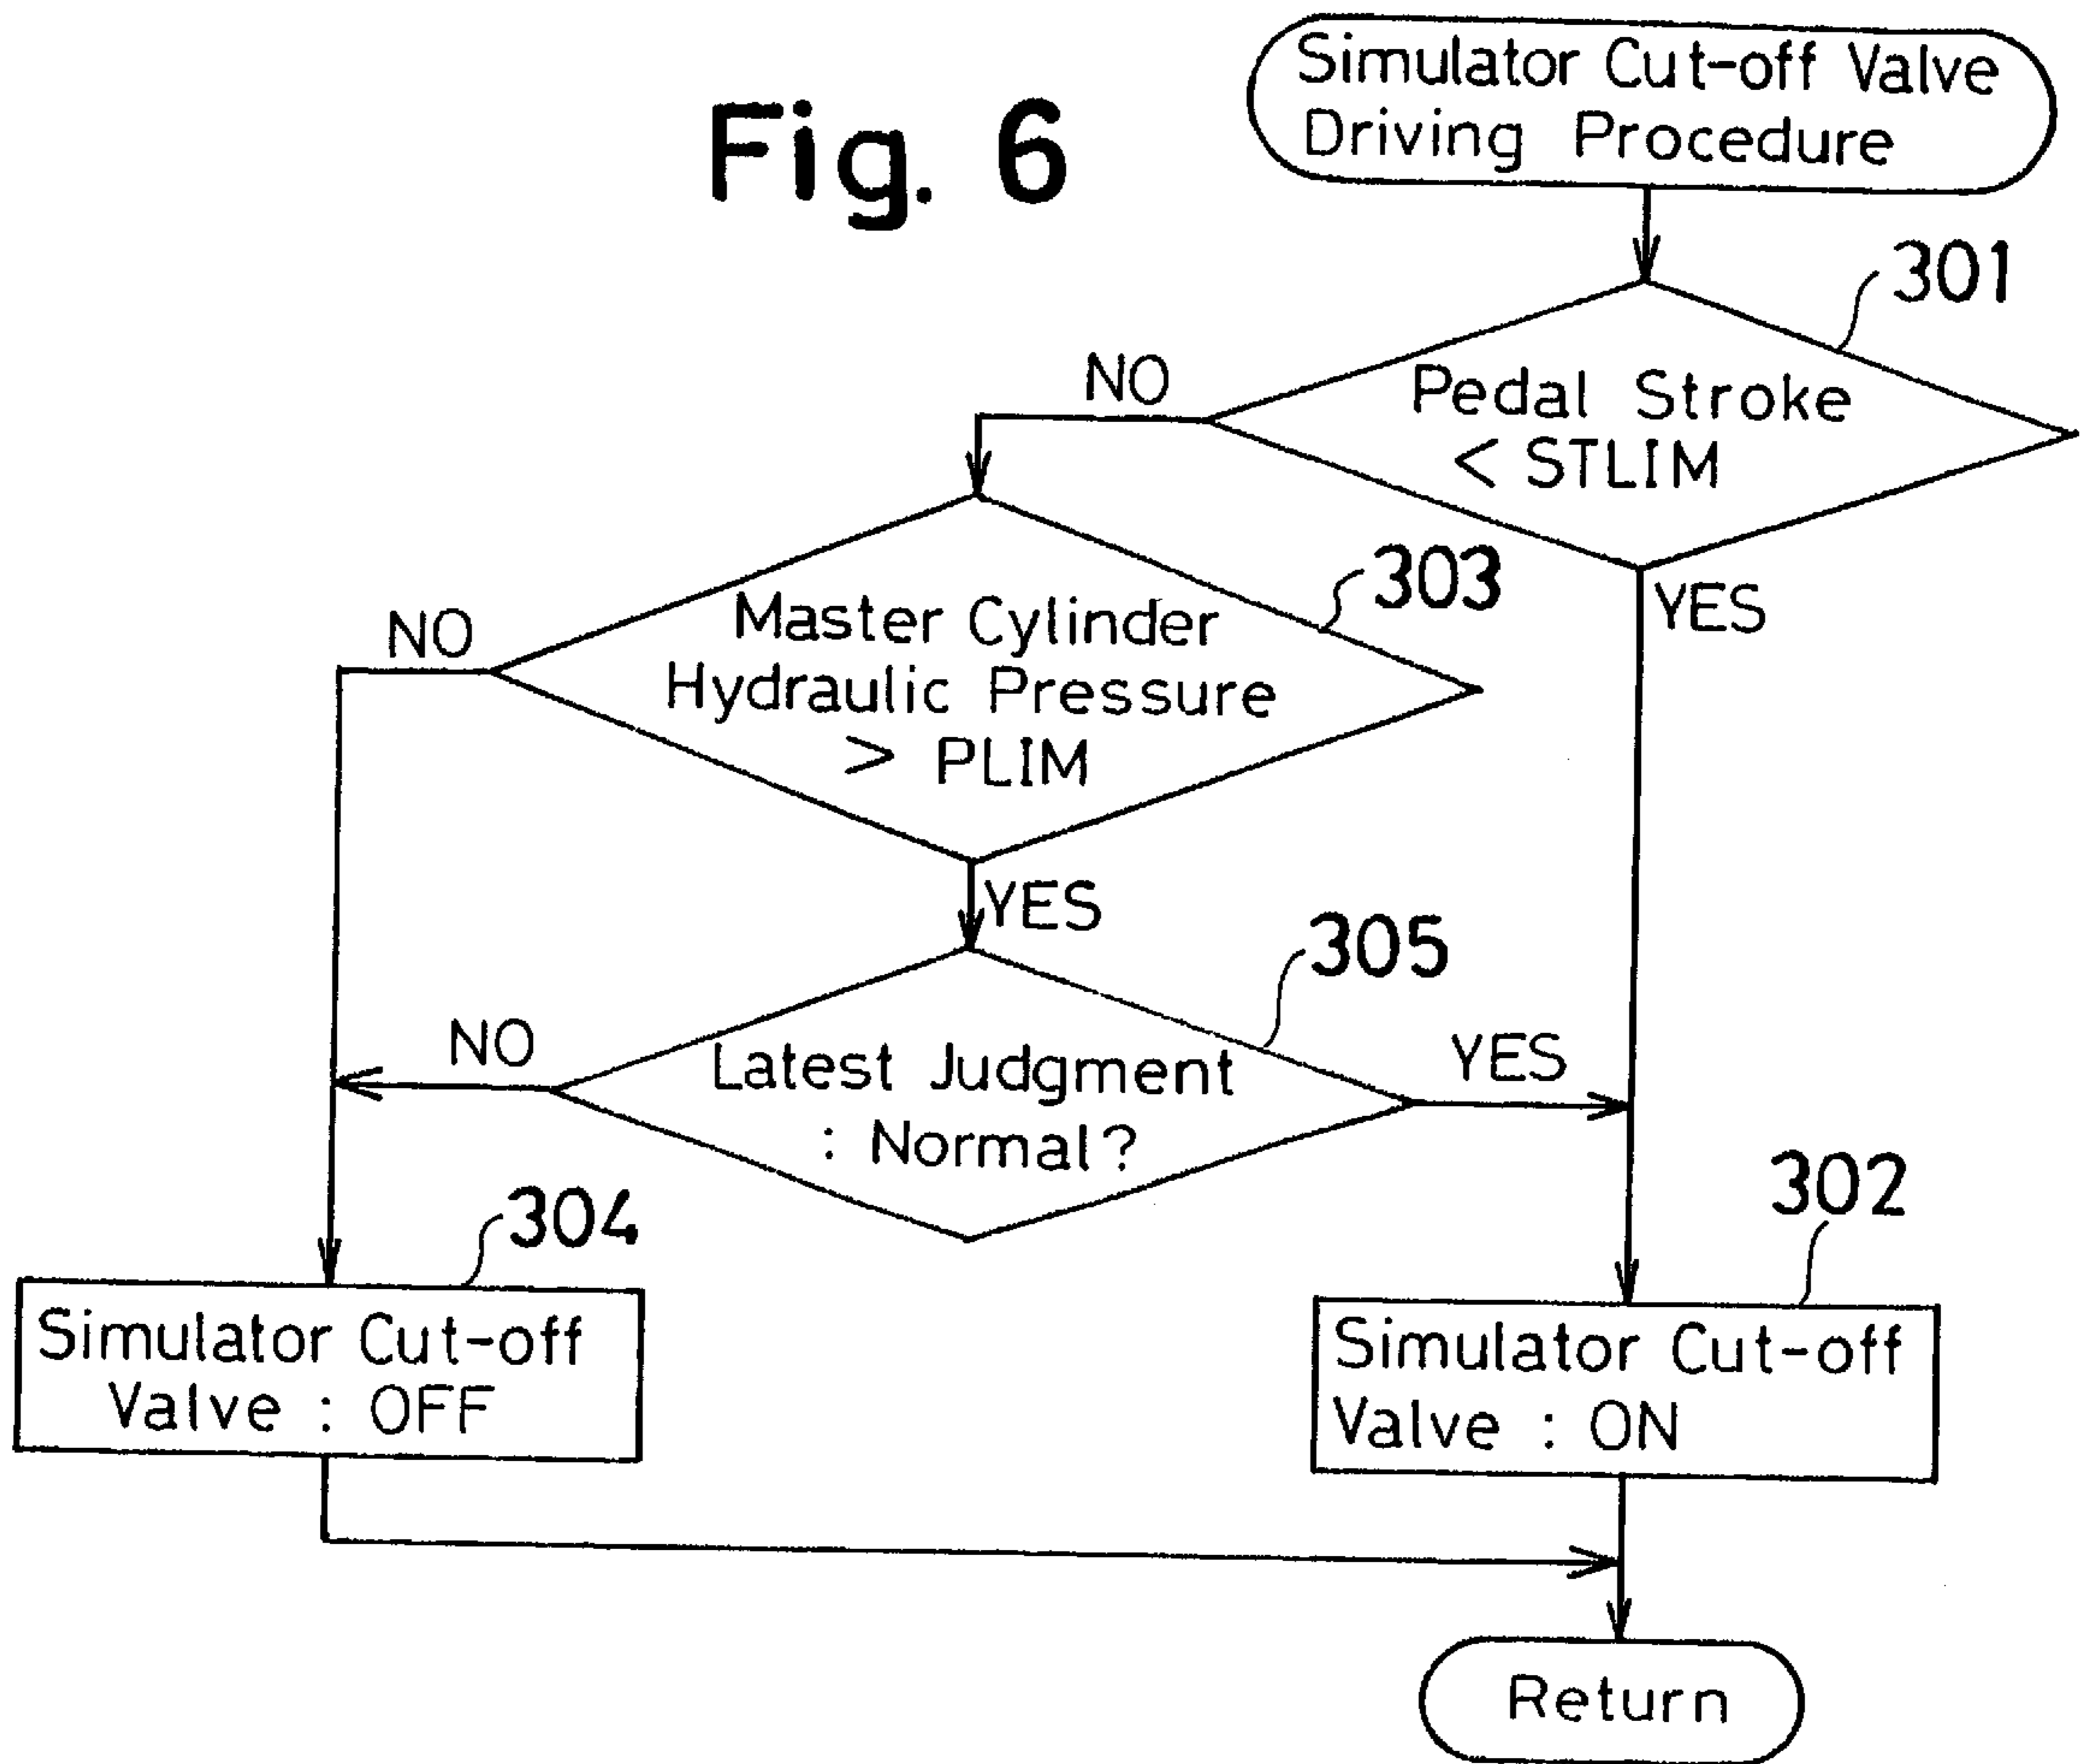 Fig. 6
Simulator Cut-off Valve
Driving Procedure
301
NO
Pedal Stroke
< STLIM
YES
303
NO
Master Cylinder
Hydraulic Pressure
> PLIM
YES
305
NO
Latest Judgment
: Normal?
YES
304
302
Simulator Cut-off
Valve : OFF
Simulator Cut-off
Valve : ON
Return